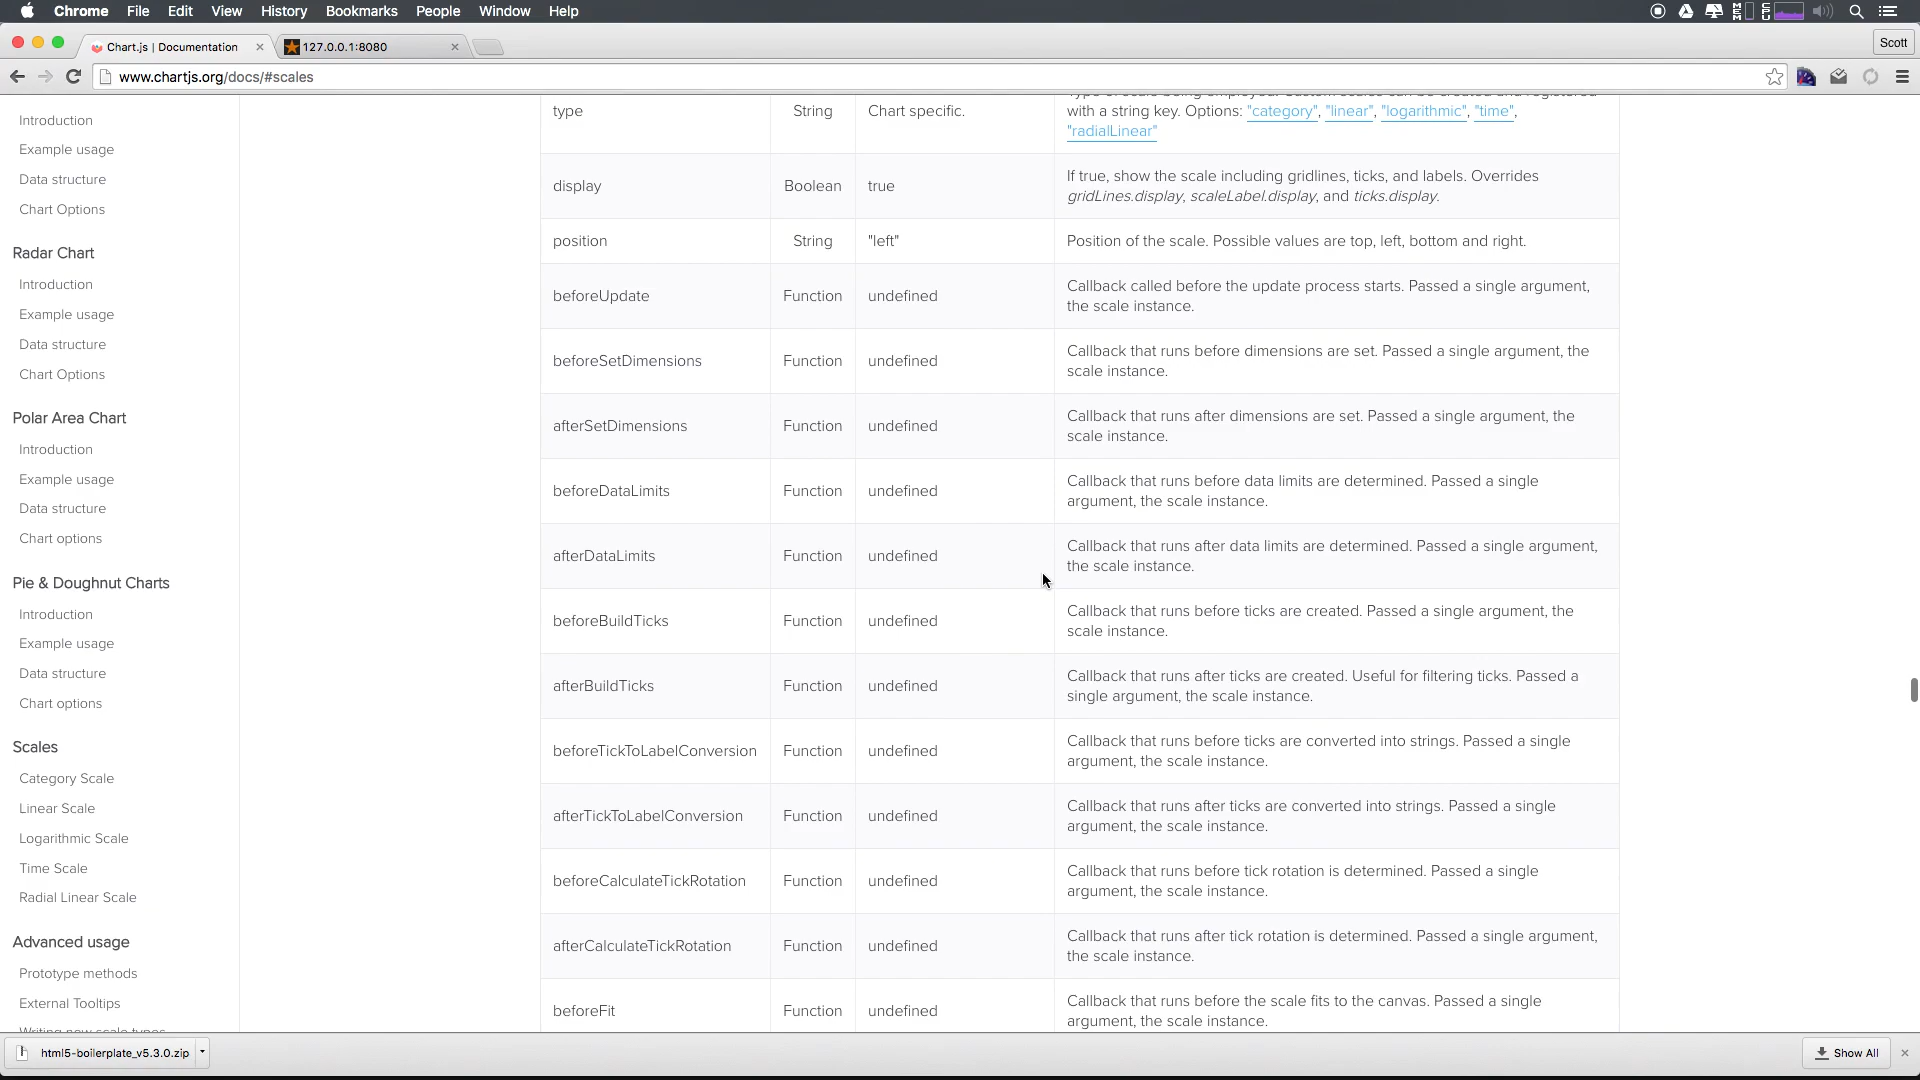 Chrome File Edit View History Bookmarks People Window Help
Chart.js | Documentation
127.0.0.1:8080
Scott
www.chartjs.org/docs/#scales
Introduction
Example usage
Data structure
Chart Options
Radar Chart
Introduction
Example usage
Data structure
Chart Options
Polar Area Chart
Introduction
Example usage
Data structure
Chart options
Pie & Doughnut Charts
Introduction
Example usage
Data structure
Chart options
Scales
Category Scale
Linear Scale
Logarithmic Scale
Time Scale
Radial Linear Scale
Advanced usage
Prototype methods
External Tooltips
Writing new scale types
type String Chart specific. Type of scale being employed. Custom scales can be created and registered
with a string key. Options: "category", "linear", "logarithmic", "time",
"radialLinear"
display Boolean true If true, show the scale including gridlines, ticks, and labels. Overrides
gridLines.display, scaleLabel.display, and ticks.display.
position String "left" Position of the scale. Possible values are top, left, bottom and right.
beforeUpdate Function undefined Callback called before the update process starts. Passed a single argument,
the scale instance.
beforeSetDimensions Function undefined Callback that runs before dimensions are set. Passed a single argument, the
scale instance.
afterSetDimensions Function undefined Callback that runs after dimensions are set. Passed a single argument, the
scale instance.
beforeDataLimits Function undefined Callback that runs before data limits are determined. Passed a single
argument, the scale instance.
afterDataLimits Function undefined Callback that runs after data limits are determined. Passed a single argument,
the scale instance.
beforeBuildTicks Function undefined Callback that runs before ticks are created. Passed a single argument, the
scale instance.
afterBuildTicks Function undefined Callback that runs after ticks are created. Useful for filtering ticks. Passed a
single argument, the scale instance.
beforeTickToLabelConversion Function undefined Callback that runs before ticks are converted into strings. Passed a single
argument, the scale instance.
afterTickToLabelConversion Function undefined Callback that runs after ticks are converted into strings. Passed a single
argument, the scale instance.
beforeCalculateTickRotation Function undefined Callback that runs before tick rotation is determined. Passed a single
argument, the scale instance.
afterCalculateTickRotation Function undefined Callback that runs after tick rotation is determined. Passed a single argument,
the scale instance.
beforeFit Function undefined Callback that runs before the scale fits to the canvas. Passed a single
argument, the scale instance.
html5-boilerplate_v5.3.0.zip
Show All